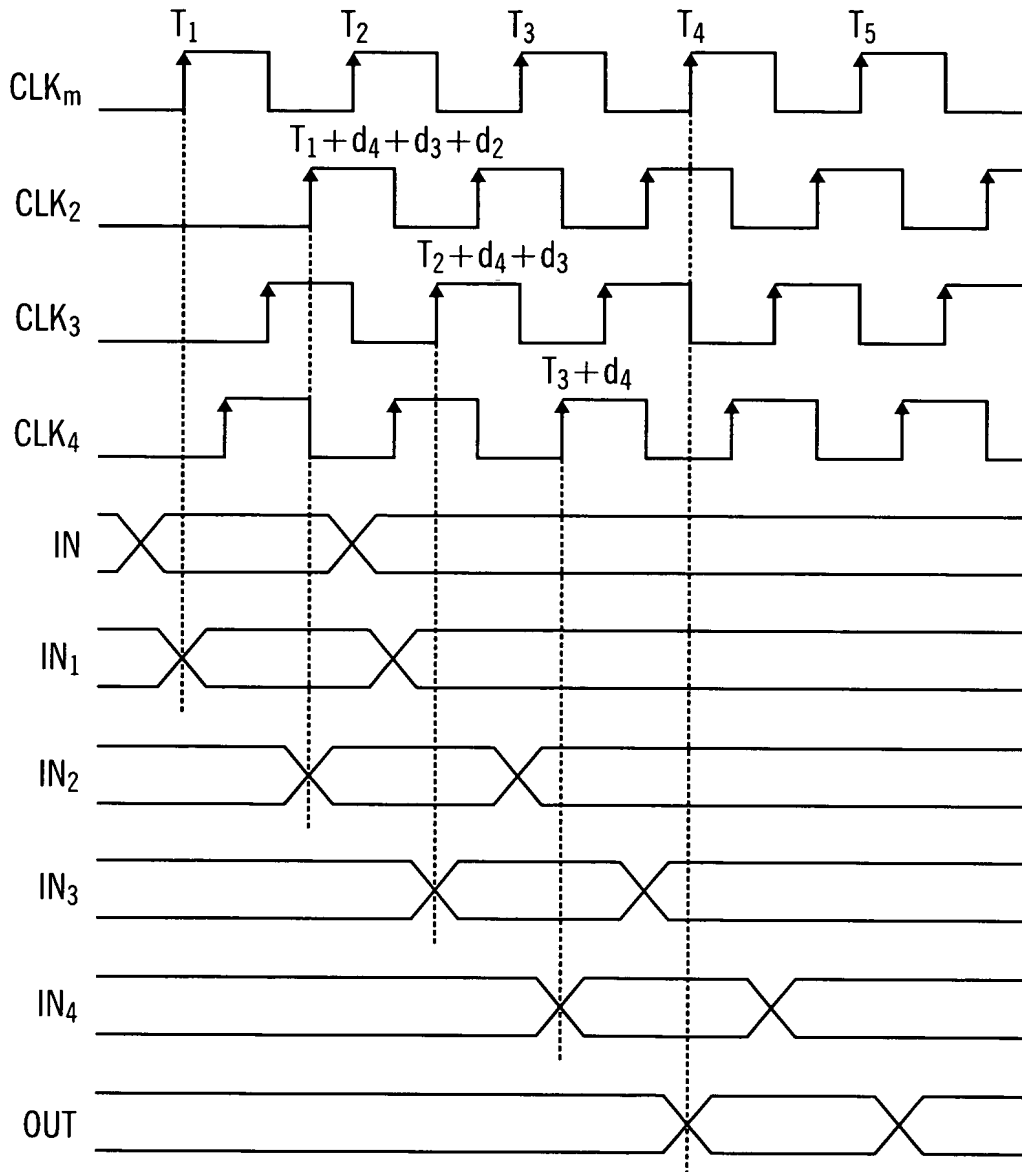 T₁ T₂ T₃ T₄ T₅
CLKₘ
T₁+d₄+d₃+d₂
CLK₂
T₂+d₄+d₃
CLK₃
T₃+d₄
CLK₄
IN
IN₁
IN₂
IN₃
IN₄
OUT